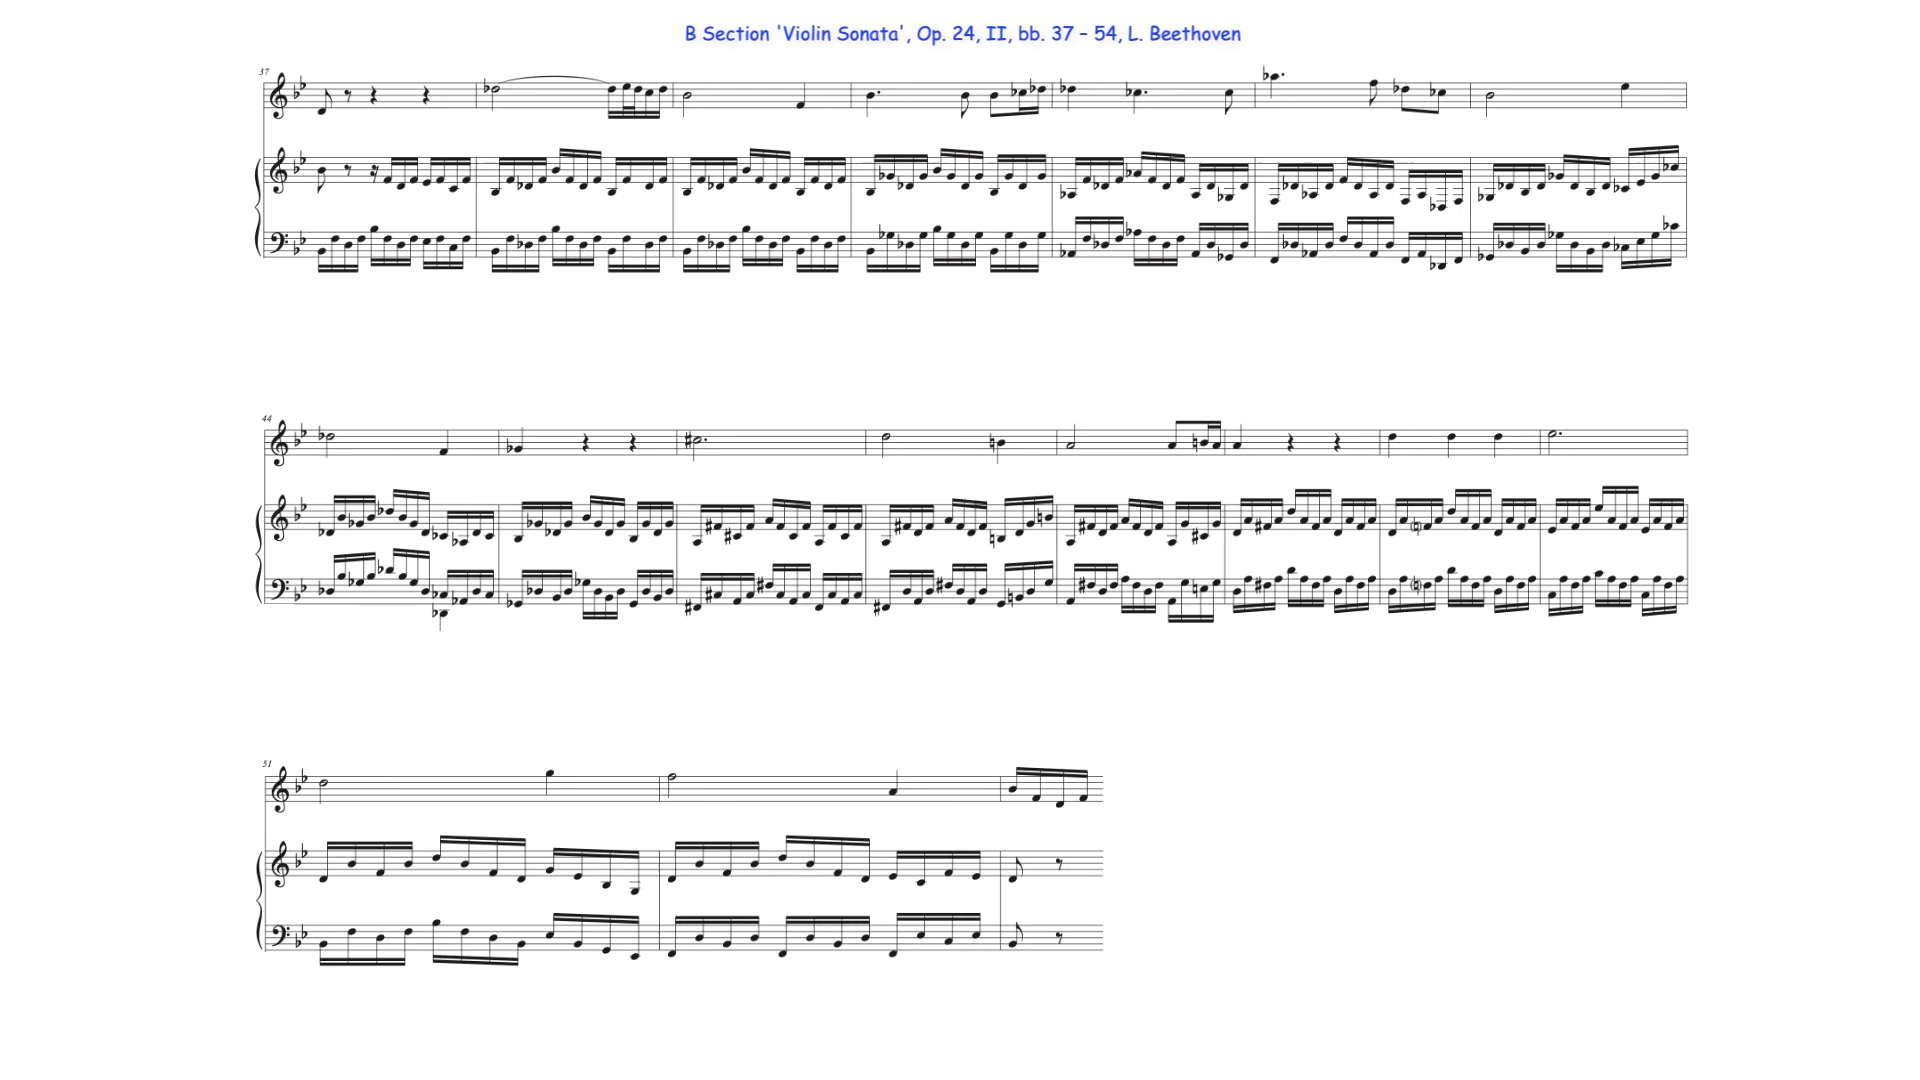 B Section 'Violin Sonata', Op. 24, II, bb. 37 – 54, L. Beethoven
37
44
51